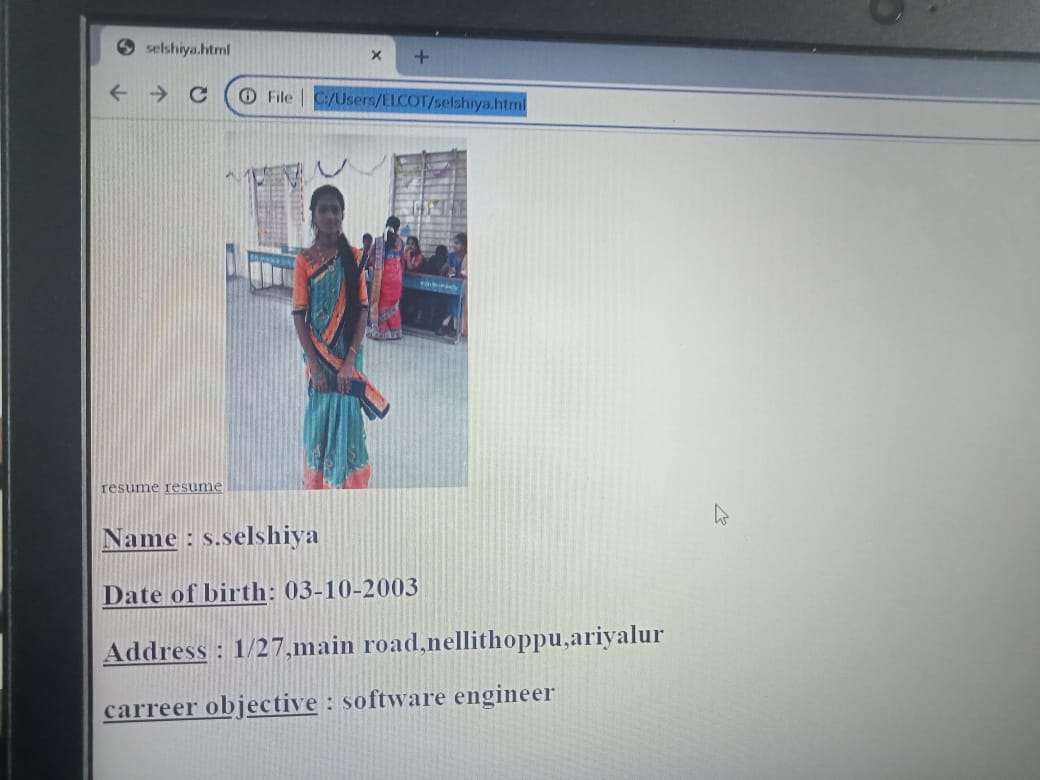 selshiya.html
File | C:/Users/ELCOT/selshiya.html
resume resume
Name : s.selshiya
Date of birth: 03-10-2003
Address : 1/27,main road,nellithoppu,ariyalur
carreer objective : software engineer